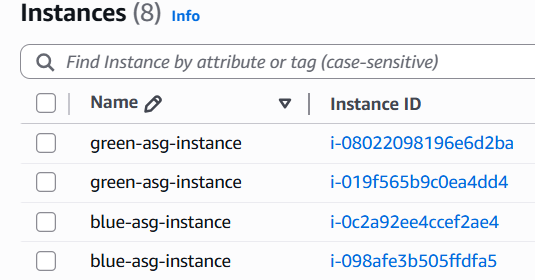 Instances (8) Info
Find Instance by attribute or tag (case-sensitive)
Name Instance ID
green-asg-instance i-08022098196e6d2ba
green-asg-instance i-019f565b9c0ea4dd4
blue-asg-instance i-0c2a92ee4ccef2ae4
blue-asg-instance i-098afe3b505ffdfa5